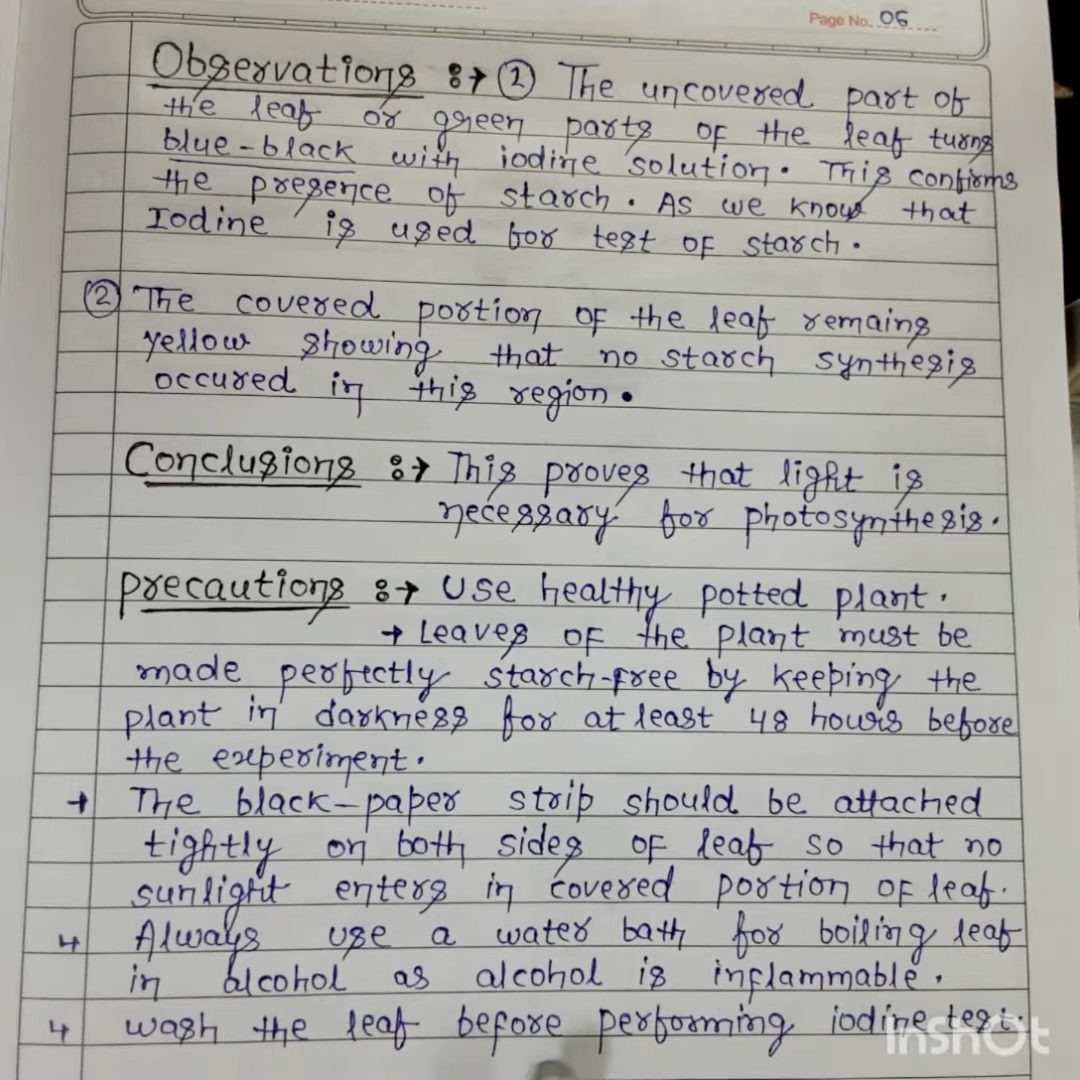 Page No. 05
Observations :→ ① The uncovered part of
the leaf or green parts of the leaf turns
blue-black with iodine solution. This confirms
the presence of starch. As we know that
Iodine is used for test of starch.
② The covered portion of the leaf remains
yellow showing that no starch synthesis
occured in this region.
Conclusions :→ This proves that light is
necessary for photosynthesis.
Precautions :→ Use healthy potted plant.
→ Leaves of the plant must be
made perfectly starch-free by keeping the
plant in darkness for at least 48 hours before
the experiment.
→ The black-paper strip should be attached
tightly on both sides of leaf so that no
sunlight enters in covered portion of leaf.
↳ Always use a water bath for boiling leaf
in alcohol as alcohol is inflammable.
↳ wash the leaf before performing iodine test.
InShOt